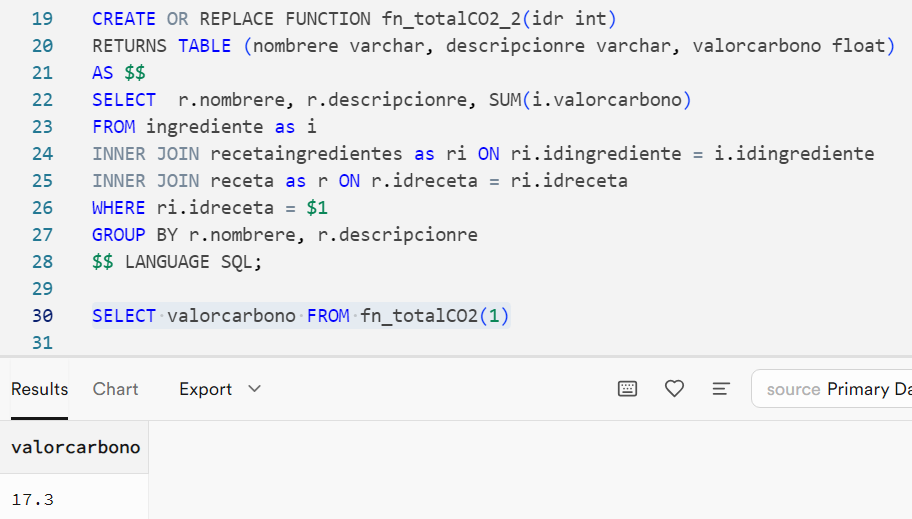 19 CREATE OR REPLACE FUNCTION fn_totalCO2_2(idr int)
20 RETURNS TABLE (nombrere varchar, descripcionre varchar, valorcarbono float)
21 AS $$
22 SELECT  r.nombrere, r.descripcionre, SUM(i.valorcarbono)
23 FROM ingrediente as i
24 INNER JOIN recetaingredientes as ri ON ri.idingrediente = i.idingrediente
25 INNER JOIN receta as r ON r.idreceta = ri.idreceta
26 WHERE ri.idreceta = $1
27 GROUP BY r.nombrere, r.descripcionre
28 $$ LANGUAGE SQL;
29
30 SELECT·valorcarbono·FROM·fn_totalCO2(1)
31
Results Chart Export source Primary Da
valorcarbono
17.3